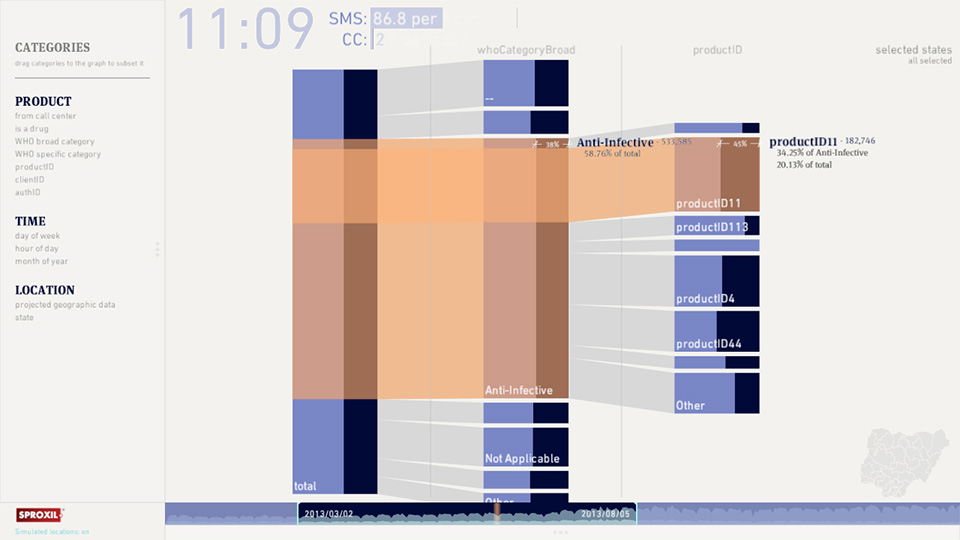 11:09
SMS: 86.8 per
CC: 2
CATEGORIES
drag categories to the graph to subset it
PRODUCT
from call center
is a drug
WHO broad category
WHO specific category
productID
clientID
authID
TIME
day of week
hour of day
month of year
LOCATION
projected geographic data
state
whoCategoryBroad
productID
selected states
all selected
--
38%
Anti-Infective - 533,585
58.76% of total
45%
productID11 - 182,746
34.25% of Anti-Infective
20.13% of total
productID11
productID113
productID4
productID44
Other
Anti-Infective
Not Applicable
Other
total
2013/03/02
2013/08/05
SPROXIL
Simulated locations: on